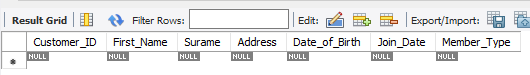 Result Grid Filter Rows: Edit: Export/Import:
Customer_ID First_Name Surame Address Date_of_Birth Join_Date Member_Type
* NULL NULL NULL NULL NULL NULL NULL